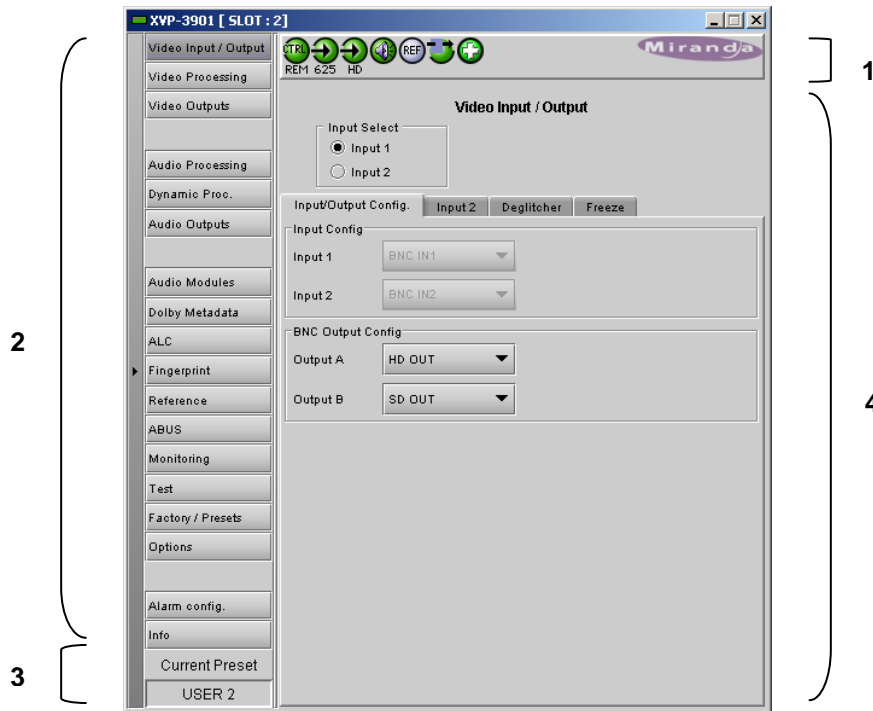 XVP-3901 [ SLOT : 2]
Video Input / Output
Video Processing
Video Outputs
Audio Processing
Dynamic Proc.
Audio Outputs
Audio Modules
Dolby Metadata
ALC
Fingerprint
Reference
ABUS
Monitoring
Test
Factory / Presets
Options
Alarm config.
Info
Current Preset
USER 2
CTRL
REF
REM 625 HD
Miranda
Video Input / Output
Input Select
Input 1
Input 2
Input/Output Config. Input 2 Deglitcher Freeze
Input Config
Input 1 BNC IN1
Input 2 BNC IN2
BNC Output Config
Output A HD OUT
Output B SD OUT
1
2
3
4